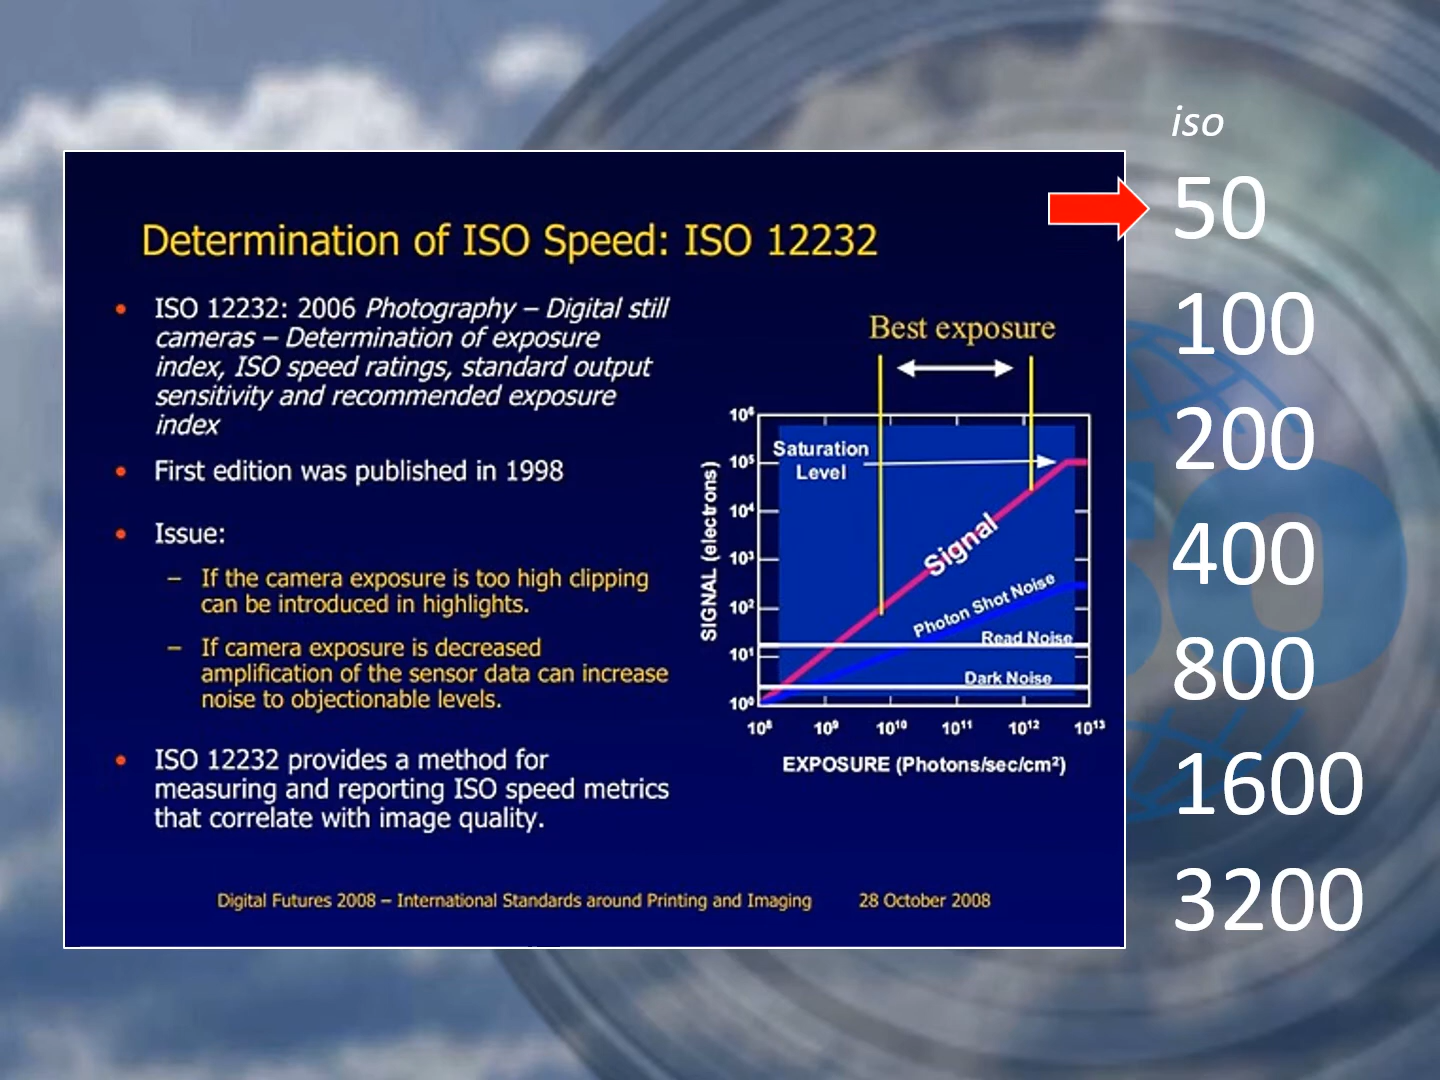 iso
50
100
200
400
800
1600
3200
Determination of ISO Speed: ISO 12232
• ISO 12232: 2006 Photography – Digital still
cameras – Determination of exposure
index, ISO speed ratings, standard output
sensitivity and recommended exposure
index
• First edition was published in 1998
• Issue:
– If the camera exposure is too high clipping
can be introduced in highlights.
– If camera exposure is decreased
amplification of the sensor data can increase
noise to objectionable levels.
• ISO 12232 provides a method for
measuring and reporting ISO speed metrics
that correlate with image quality.
Best exposure
SIGNAL (electrons)
10⁶
10⁵
10⁴
10³
10²
10¹
10⁰
Saturation
Level
Signal
Photon Shot Noise
Read Noise
Dark Noise
10⁸ 10⁹ 10¹⁰ 10¹¹ 10¹² 10¹³
EXPOSURE (Photons/sec/cm²)
Digital Futures 2008 – International Standards around Printing and Imaging 28 October 2008
ISO